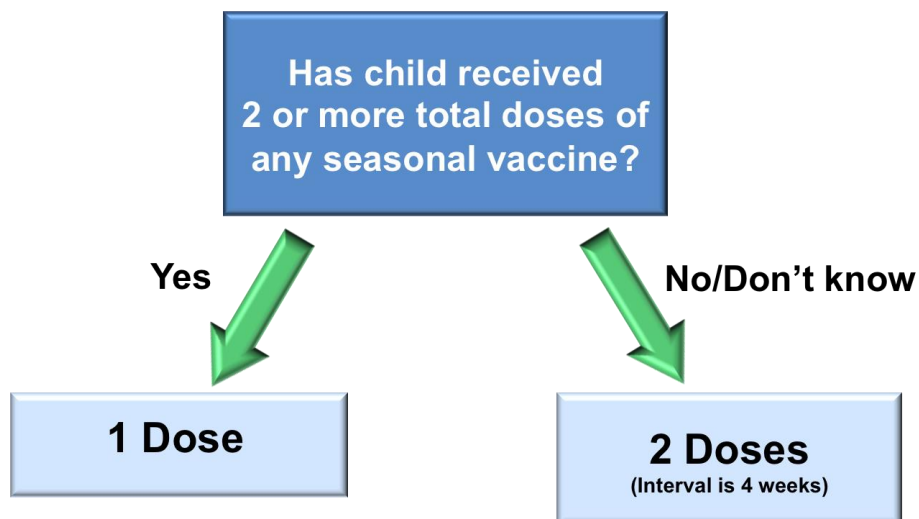 Has child received
2 or more total doses of
any seasonal vaccine?
Yes
No/Don’t know
1 Dose
2 Doses
(Interval is 4 weeks)